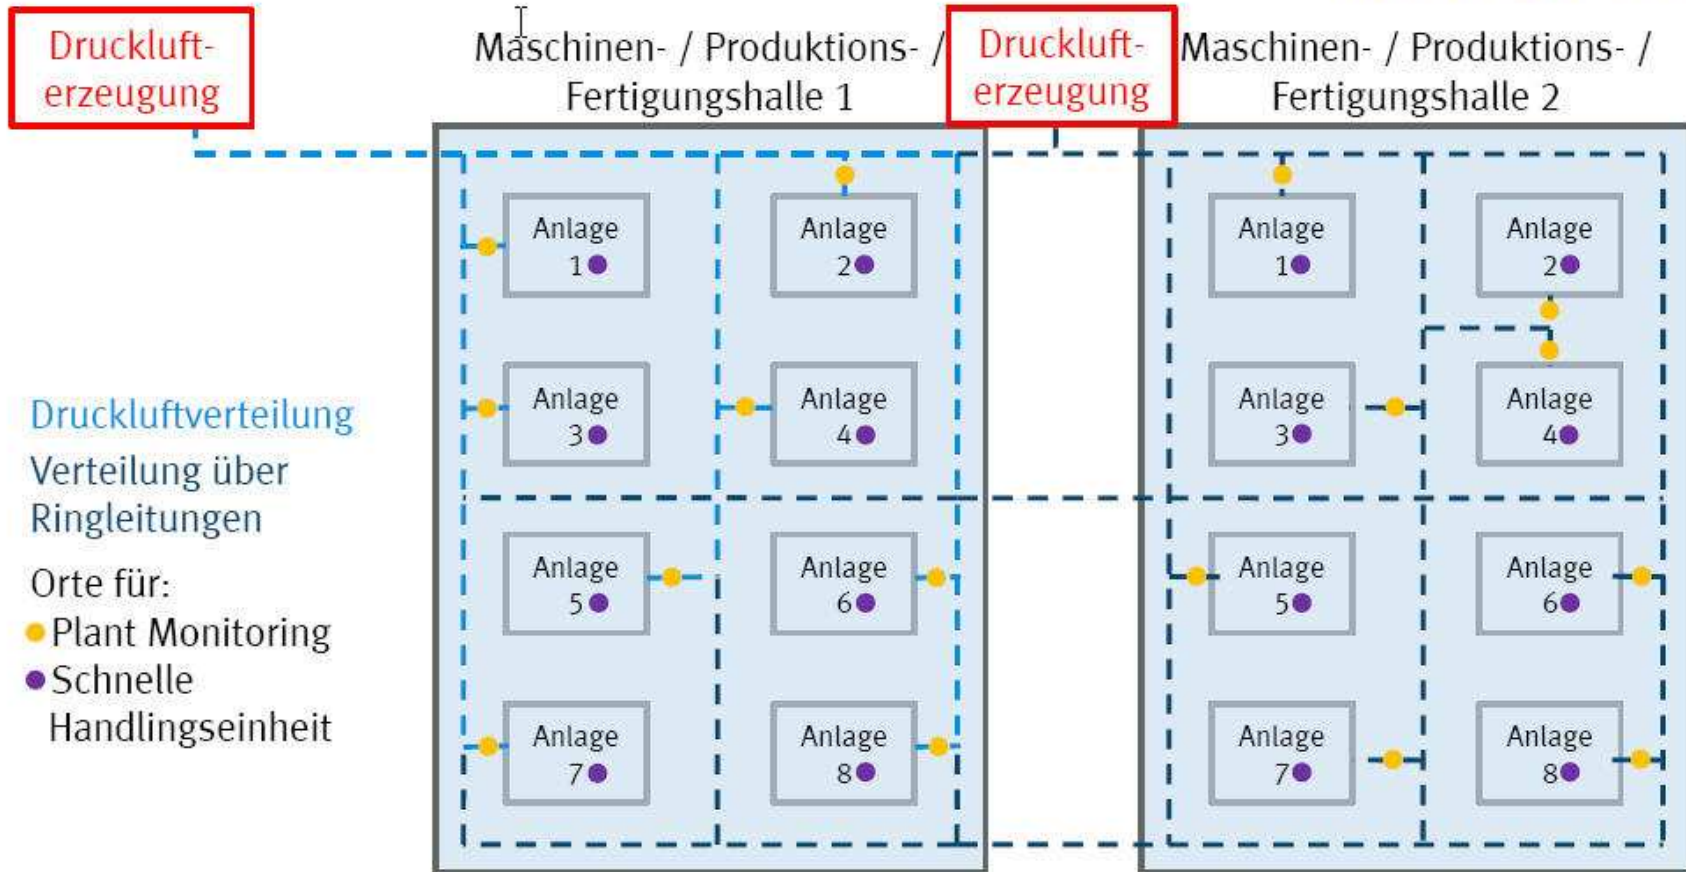 Druckluft-
erzeugung
Maschinen- / Produktions- /
Fertigungshalle 1
Druckluft-
erzeugung
Maschinen- / Produktions- /
Fertigungshalle 2
Anlage
1
Anlage
2
Anlage
3
Anlage
4
Anlage
5
Anlage
6
Anlage
7
Anlage
8
Anlage
1
Anlage
2
Anlage
3
Anlage
4
Anlage
5
Anlage
6
Anlage
7
Anlage
8
Druckluftverteilung
Verteilung über
Ringleitungen
Orte für:
Plant Monitoring
Schnelle
Handlingseinheit